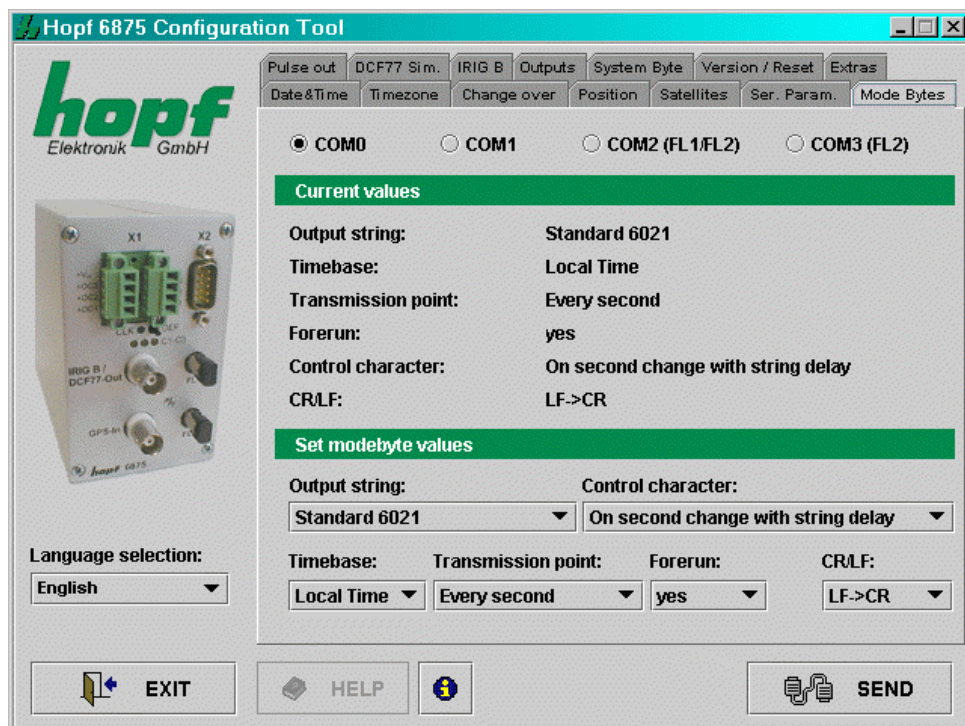 Hopf 6875 Configuration Tool
hopf
Elektronik GmbH
Pulse out DCF77 Sim. IRIG B Outputs System Byte Version / Reset Extras
Date&Time Timezone Change over Position Satellites Ser. Param. Mode Bytes
COM0 COM1 COM2 (FL1/FL2) COM3 (FL2)
Current values
Output string: Standard 6021
Timebase: Local Time
Transmission point: Every second
Forerun: yes
Control character: On second change with string delay
CR/LF: LF->CR
Set modebyte values
Output string: Control character:
Standard 6021 On second change with string delay
Timebase: Transmission point: Forerun: CR/LF:
Local Time Every second yes LF->CR
X1 X2
CLK
C1-C3
IRIG B /
DCF77-Out
GPS-In
hopf 6875
Language selection:
English
EXIT HELP SEND